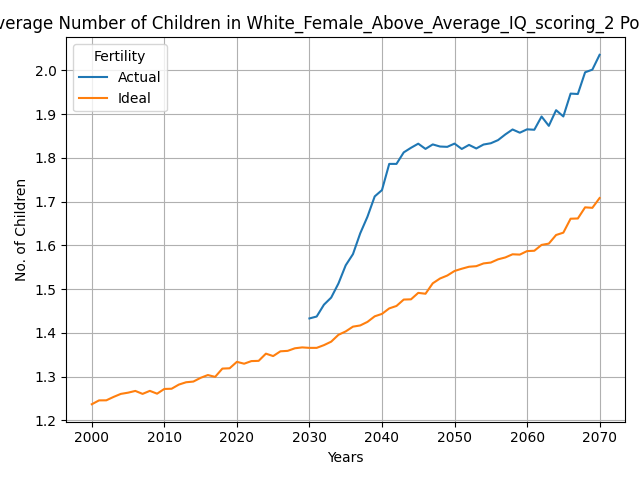 verage Number of Children in White_Female_Above_Average_IQ_scoring_2 Po
Fertility
Actual
Ideal
No. of Children
2.0
1.9
1.8
1.7
1.6
1.5
1.4
1.3
1.2
2000 2010 2020 2030 2040 2050 2060 2070
Years